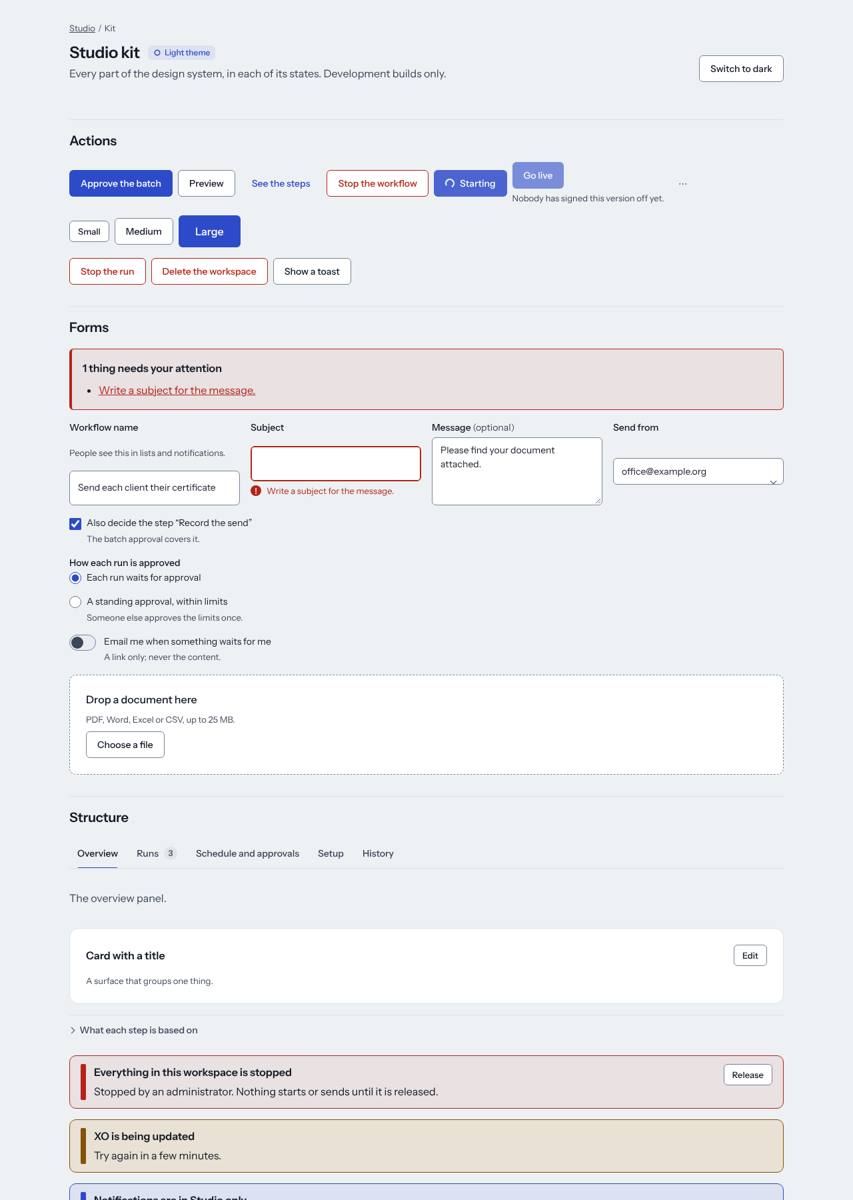 Studio / Kit
Studio kit
Light theme
Every part of the design system, in each of its states. Development builds only.
Switch to dark
Actions
Approve the batch
Preview
See the steps
Stop the workflow
Starting
Go live
Nobody has signed this version off yet.
...
Small
Medium
Large
Stop the run
Delete the workspace
Show a toast
Forms
1 thing needs your attention
• Write a subject for the message.
Workflow name
People see this in lists and notifications.
Send each client their certificate
Subject
Write a subject for the message.
Message (optional)
Please find your document
attached.
Send from
office@example.org
Also decide the step “Record the send”
The batch approval covers it.
How each run is approved
Each run waits for approval
A standing approval, within limits
Someone else approves the limits once.
Email me when something waits for me
A link only; never the content.
Drop a document here
PDF, Word, Excel or CSV, up to 25 MB.
Choose a file
Structure
Overview
Runs 3
Schedule and approvals
Setup
History
The overview panel.
Card with a title
Edit
A surface that groups one thing.
What each step is based on
Everything in this workspace is stopped
Stopped by an administrator. Nothing starts or sends until it is released.
Release
XO is being updated
Try again in a few minutes.
Notifications are in Studio only